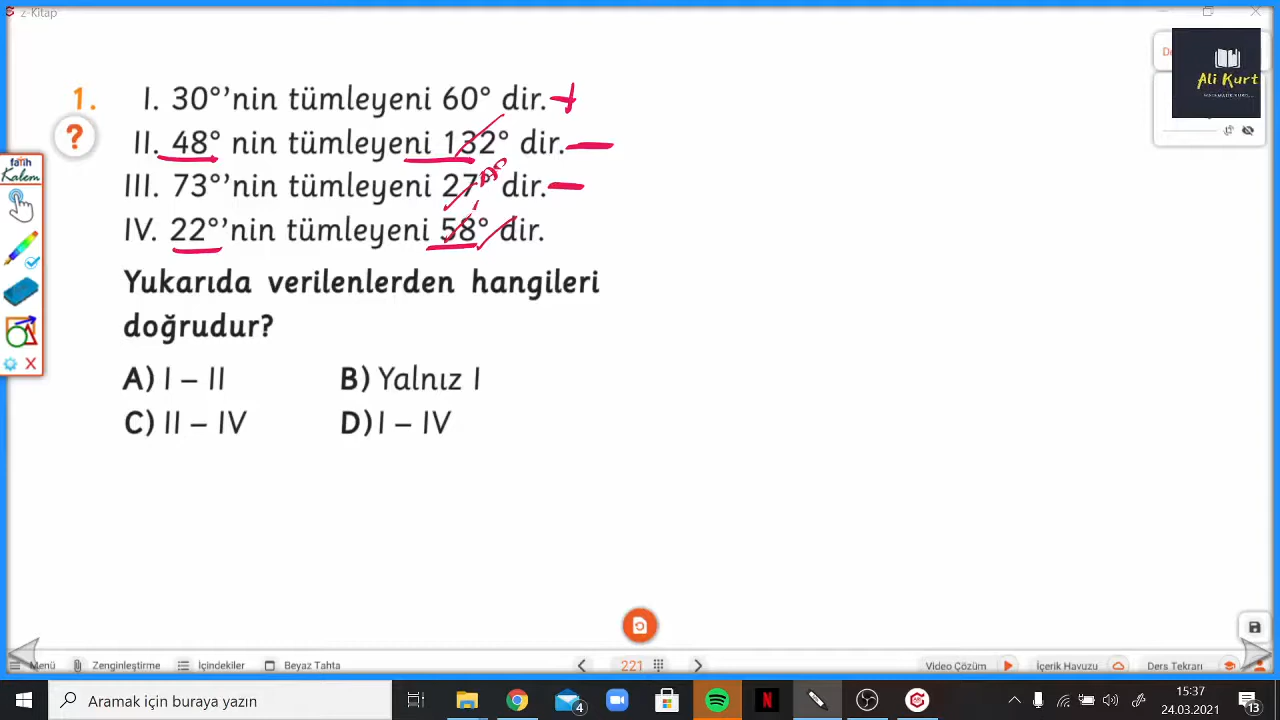 z-Kitap
Ali Kurt
1. I. 30°'nin tümleyeni 60° dir. +
? II. 48° nin tümleyeni 132° dir. –
fatih
Kalem
III. 73°'nin tümleyeni 27° dir. –
IV. 22°'nin tümleyeni 58° dir.
Yukarıda verilenlerden hangileri
doğrudur?
A) I – II B) Yalnız I
C) II – IV D) I – IV
Menü Zenginleştirme İçindekiler Beyaz Tahta 221 Video Çözüm İçerik Havuzu Ders Tekrarı
Aramak için buraya yazın
4
N
15:37
24.03.2021
13